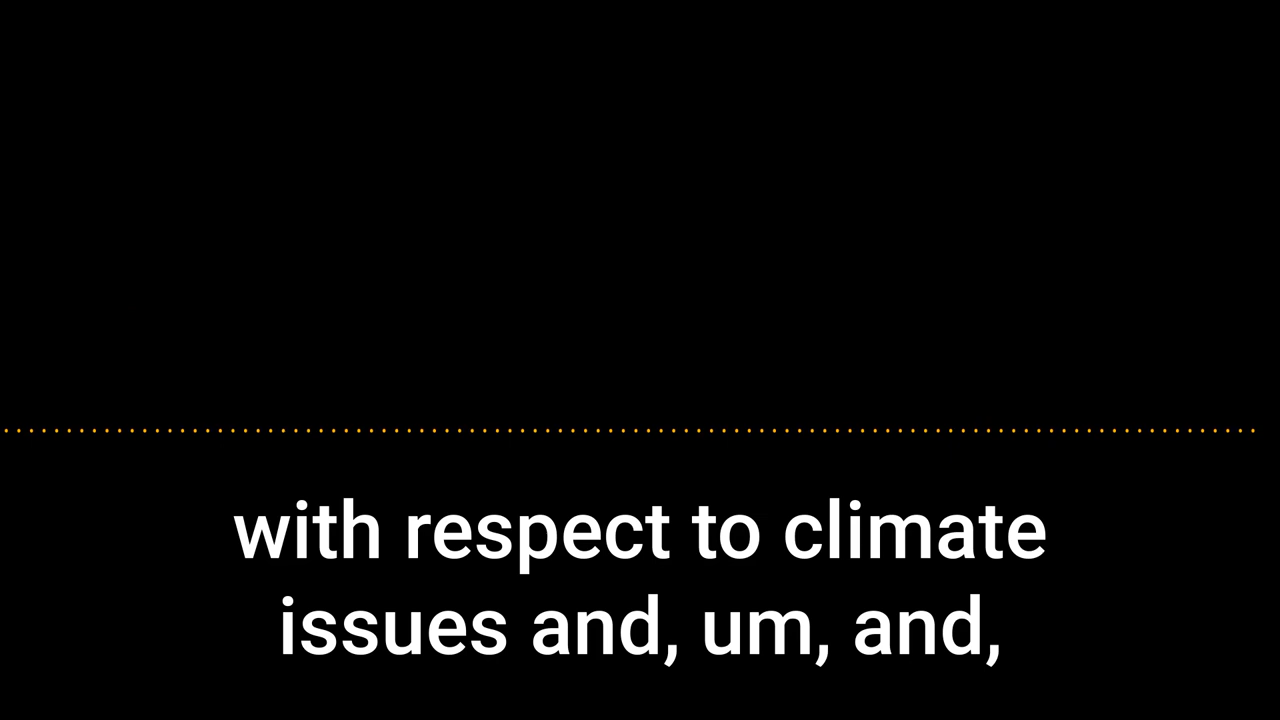 with respect to climate
issues and, um, and,